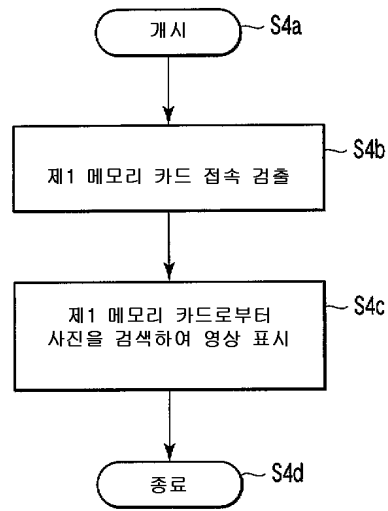 개시
S4a
제1 메모리 카드 접속 검출
S4b
제1 메모리 카드로부터
사진을 검색하여 영상 표시
S4c
종료
S4d